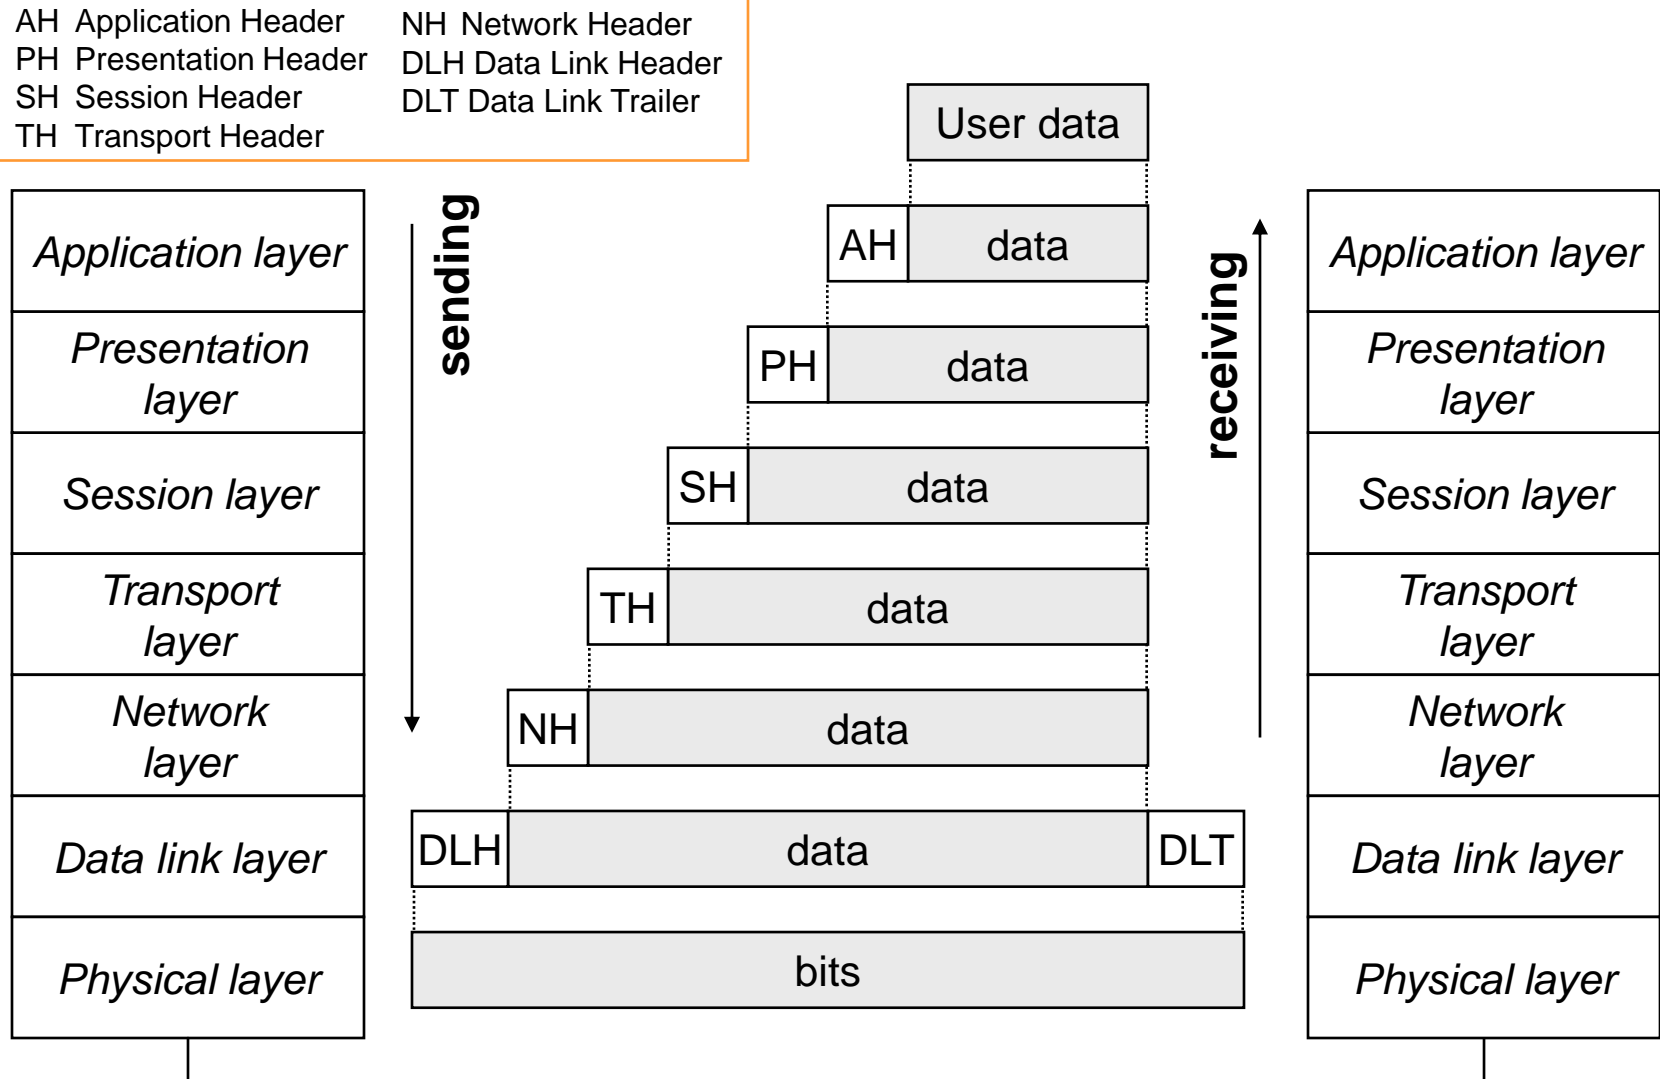 AH Application Header
PH Presentation Header
SH Session Header
TH Transport Header
NH Network Header
DLH Data Link Header
DLT Data Link Trailer
User data
Application layer
sending
AH data
receiving
Application layer
Presentation
layer
PH data
Presentation
layer
Session layer
SH data
Session layer
Transport
layer
TH data
Transport
layer
Network
layer
NH data
Network
layer
Data link layer
DLH data DLT
Data link layer
Physical layer
bits
Physical layer